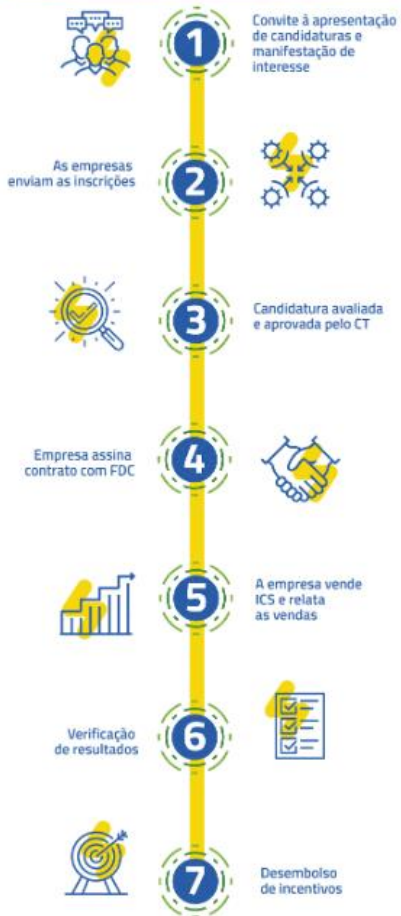 1
Convite à apresentação
de candidaturas e
manifestação de
interesse
As empresas
enviam as inscrições
2
3
Candidatura avaliada
e aprovada pelo CT
Empresa assina
contrato com FDC
4
5
A empresa vende
ICS e relata
as vendas
Verificação
de resultados
6
7
Desembolso
de incentivos